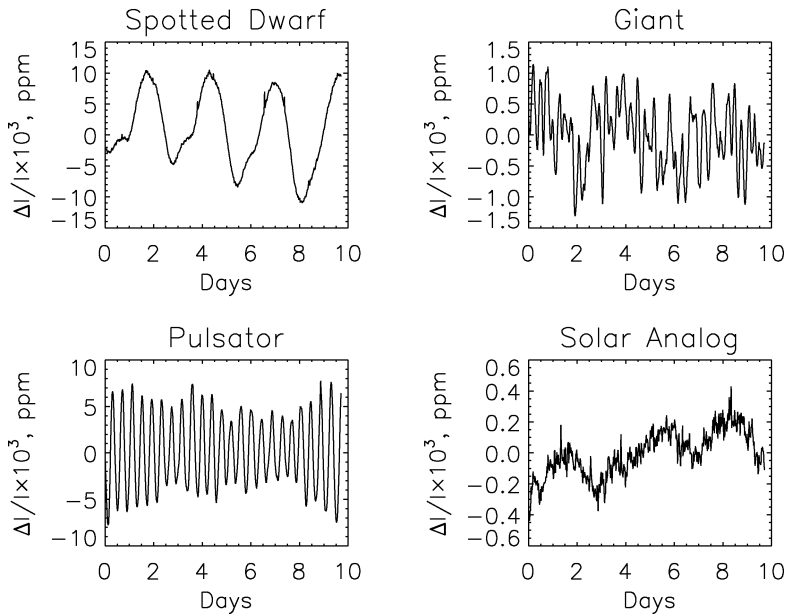 Spotted Dwarf
ΔI/I×10³, ppm
15
10
5
0
−5
−10
−15
0 2 4 6 8 10
Days
Giant
ΔI/I×10³, ppm
1.5
1.0
0.5
0.0
−0.5
−1.0
−1.5
0 2 4 6 8 10
Days
Pulsator
ΔI/I×10³, ppm
10
5
0
−5
−10
0 2 4 6 8 10
Days
Solar Analog
ΔI/I×10³, ppm
0.6
0.4
0.2
0.0
−0.2
−0.4
−0.6
0 2 4 6 8 10
Days